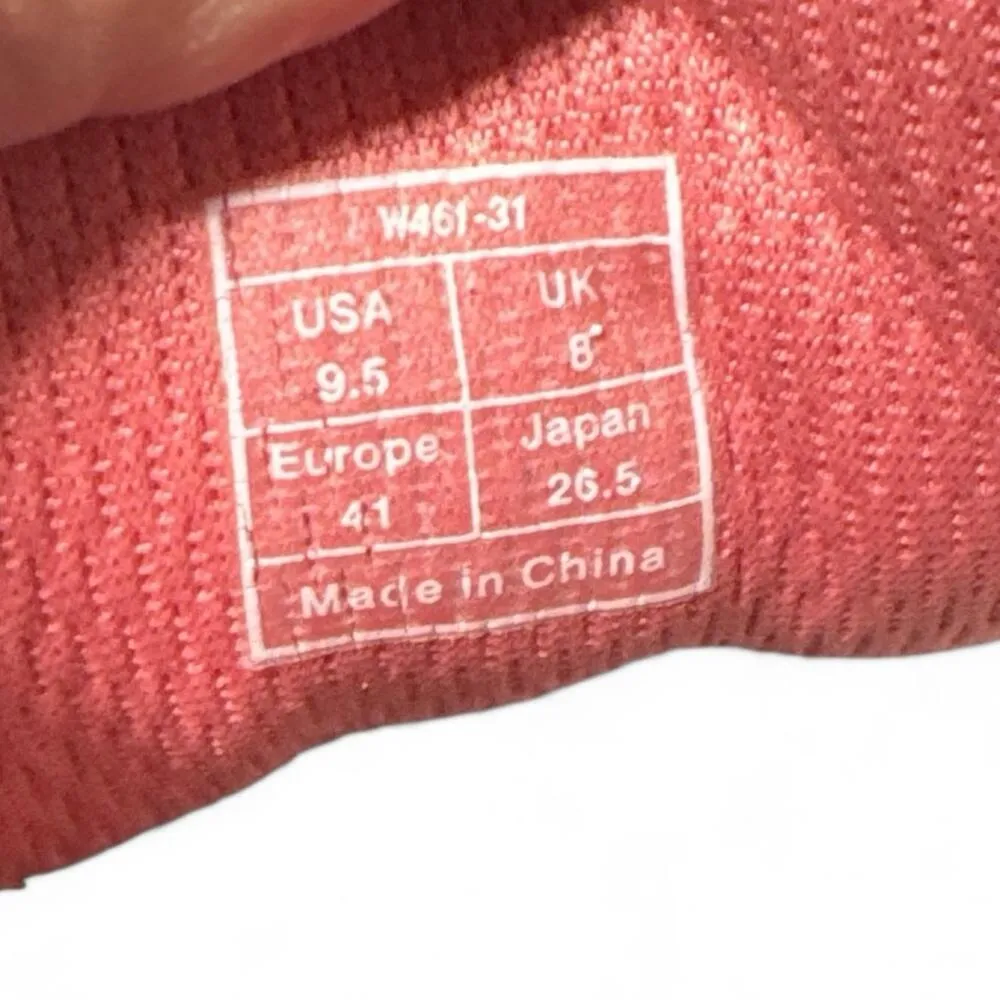 W461-31
USA
9.5
UK
8
Europe
41
Japan
26.5
Made in China